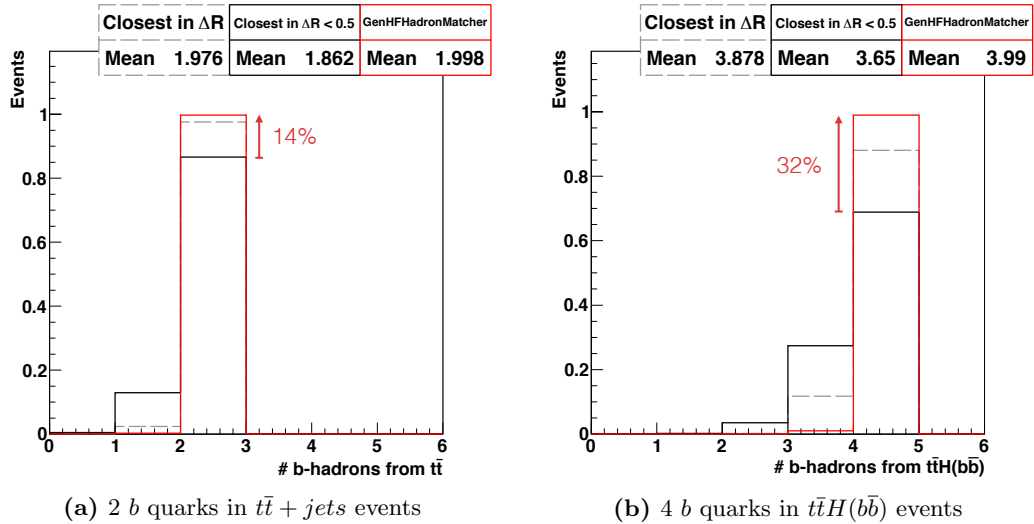 Closest in ΔR Closest in ΔR < 0.5 GenHFHadronMatcher
Mean 1.976 Mean 1.862 Mean 1.998
Events
1
0.8
0.6
0.4
0.2
0
14%
0 1 2 3 4 5 6
# b-hadrons from tt̄
(a) 2 b quarks in tt̄ + jets events
Closest in ΔR Closest in ΔR < 0.5 GenHFHadronMatcher
Mean 3.878 Mean 3.65 Mean 3.99
Events
1
0.8
0.6
0.4
0.2
0
32%
0 1 2 3 4 5 6
# b-hadrons from tt̄H(bb̄)
(b) 4 b quarks in tt̄H(bb̄) events